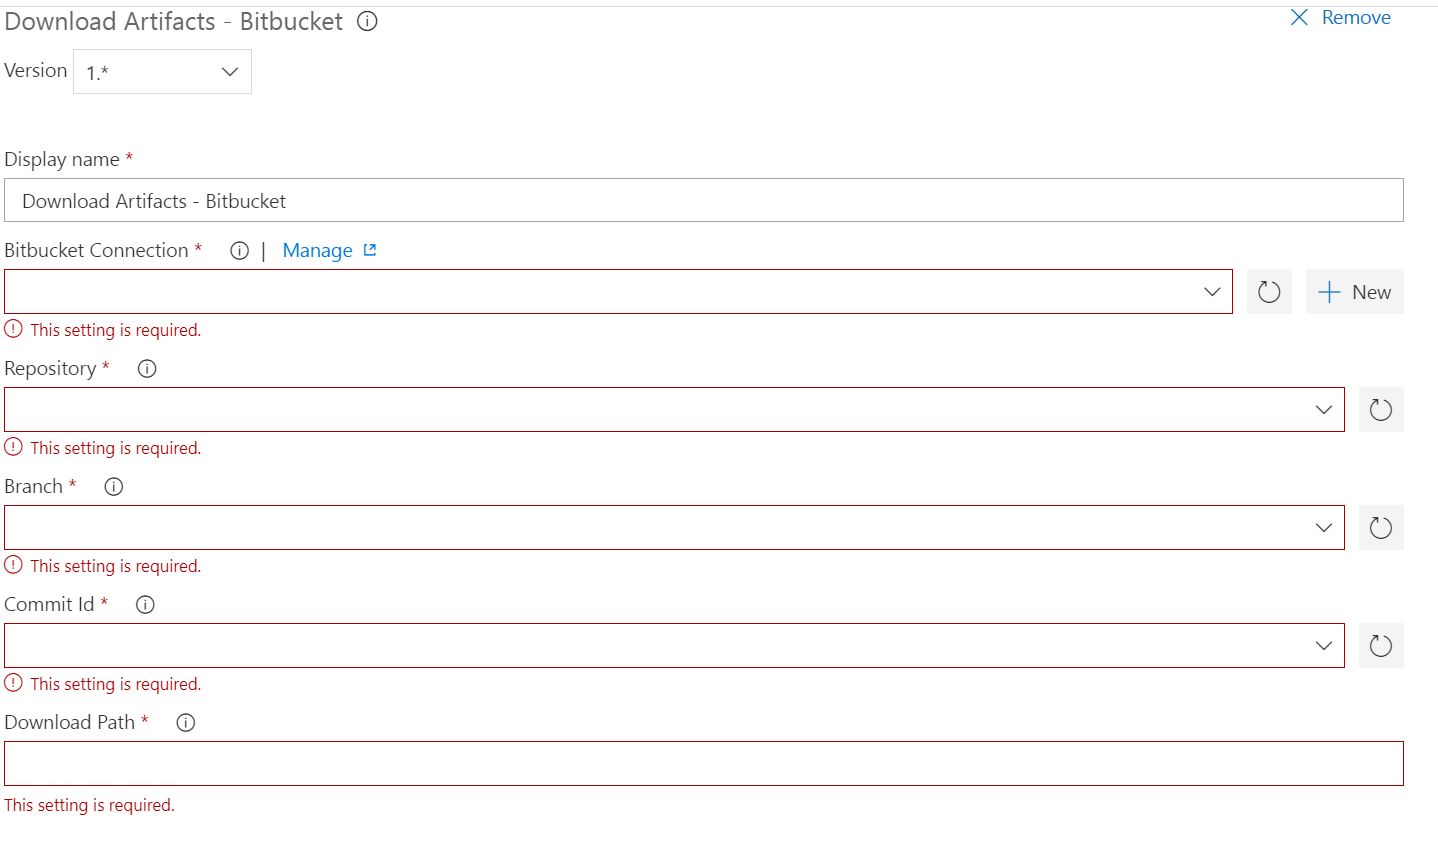 Download Artifacts - Bitbucket
Remove
Version 1.*
Display name *
Download Artifacts - Bitbucket
Bitbucket Connection * | Manage
New
This setting is required.
Repository *
This setting is required.
Branch *
This setting is required.
Commit Id *
This setting is required.
Download Path *
This setting is required.